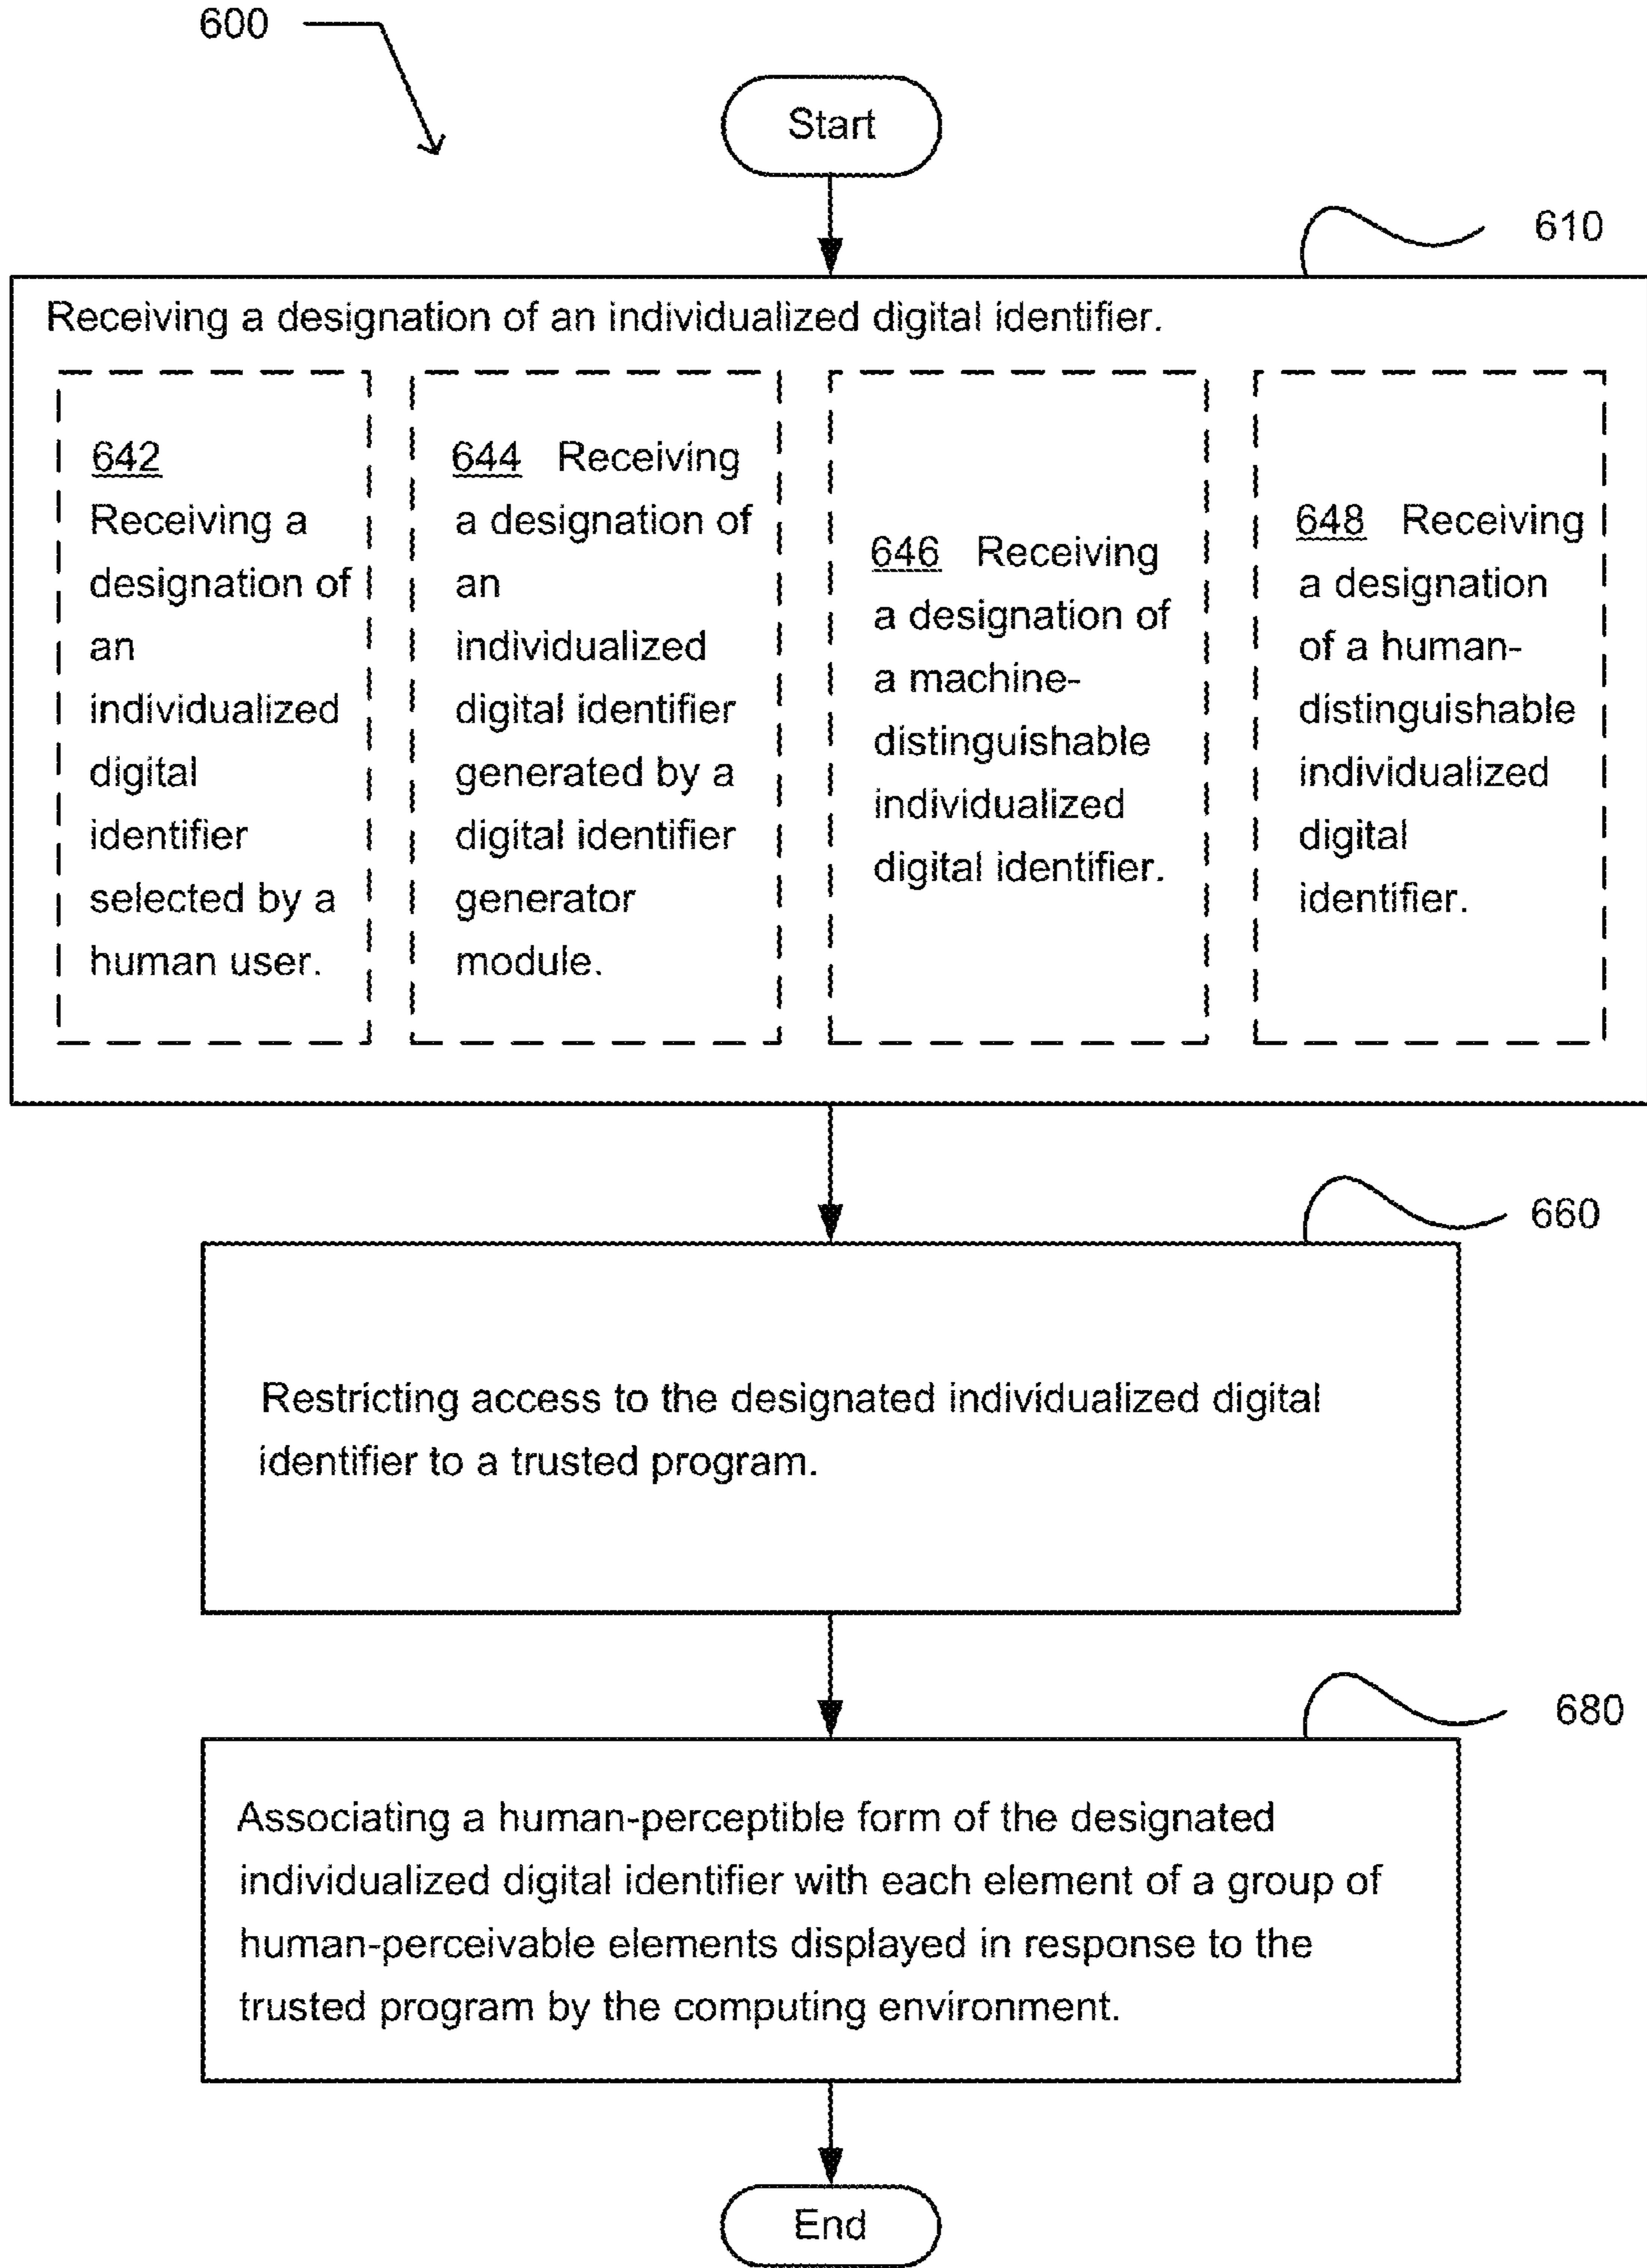 600
Start
610
Receiving a designation of an individualized digital identifier.
642
Receiving a
designation of
an
individualized
digital
identifier
selected by a
human user.
644 Receiving
a designation of
an
individualized
digital identifier
generated by a
digital identifier
generator
module.
646 Receiving
a designation of
a machine-
distinguishable
individualized
digital identifier.
648 Receiving
a designation
of a human-
distinguishable
individualized
digital
identifier.
660
Restricting access to the designated individualized digital
identifier to a trusted program.
680
Associating a human-perceptible form of the designated
individualized digital identifier with each element of a group of
human-perceivable elements displayed in response to the
trusted program by the computing environment.
End